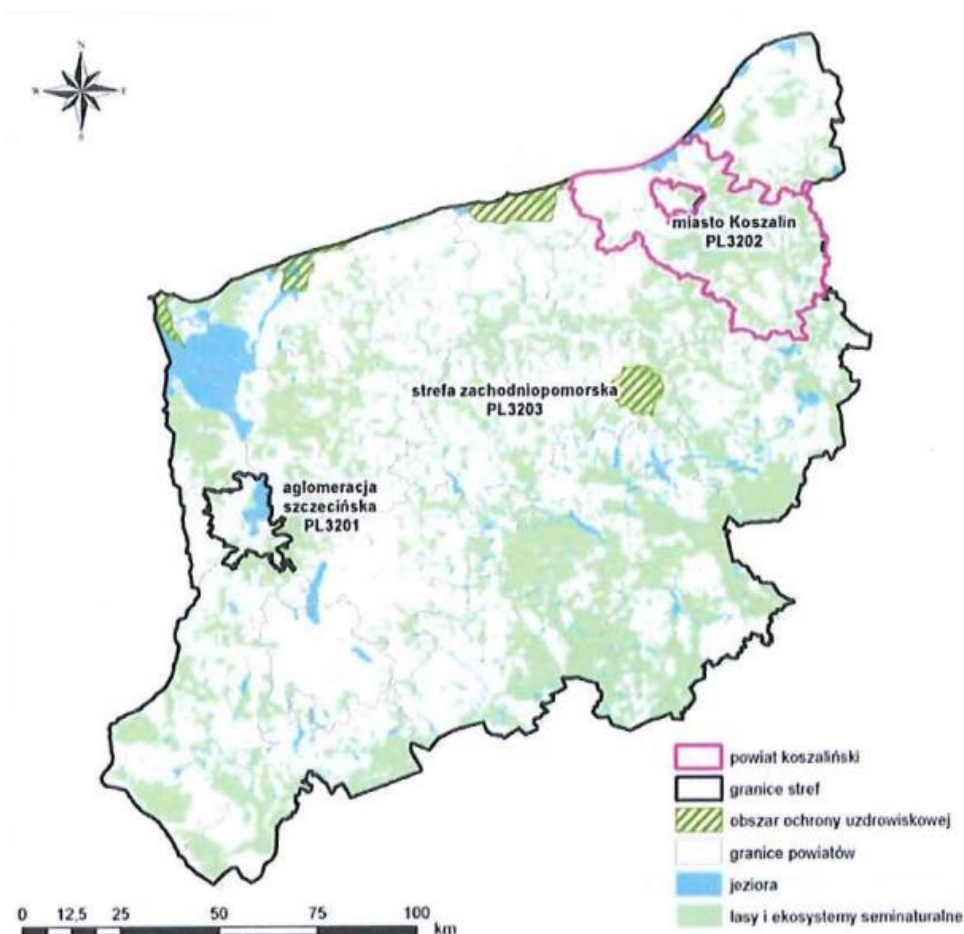 N
W E
S
miasto Koszalin
PL3202
strefa zachodniopomorska
PL3203
aglomeracja
szczecińska
PL3201
powiat koszaliński
granice stref
obszar ochrony uzdrowiskowej
granice powiatów
jeziora
lasy i ekosystemy seminaturalne
0 12,5 25 50 75 100
km